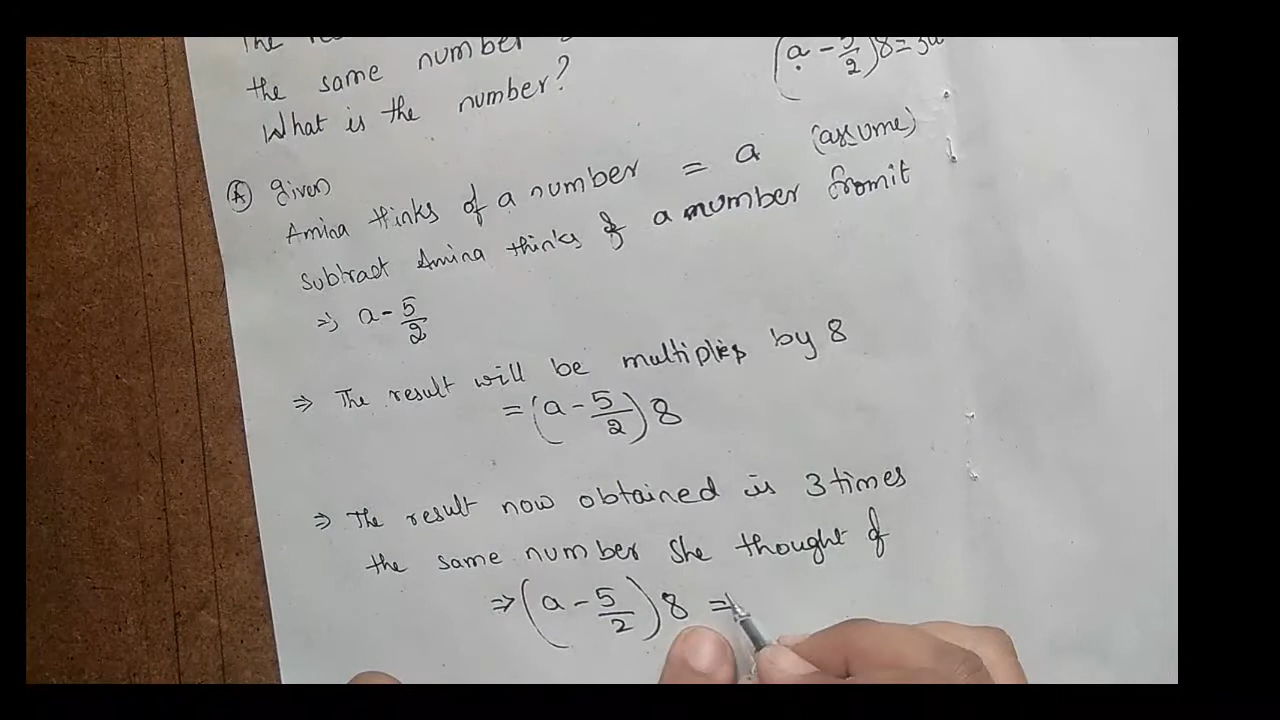 the same number
What is the number?
(a - 5/2) 8 = 3a
Ⓐ Given
Amina thinks of a number = a (assume)
subtract Amina thinks of a number from it
⇒ a - 5/2
⇒ The result will be multiples by 8
= (a - 5/2) 8
⇒ The result now obtained is 3 times
the same number She thought of
⇒ (a - 5/2) 8 =